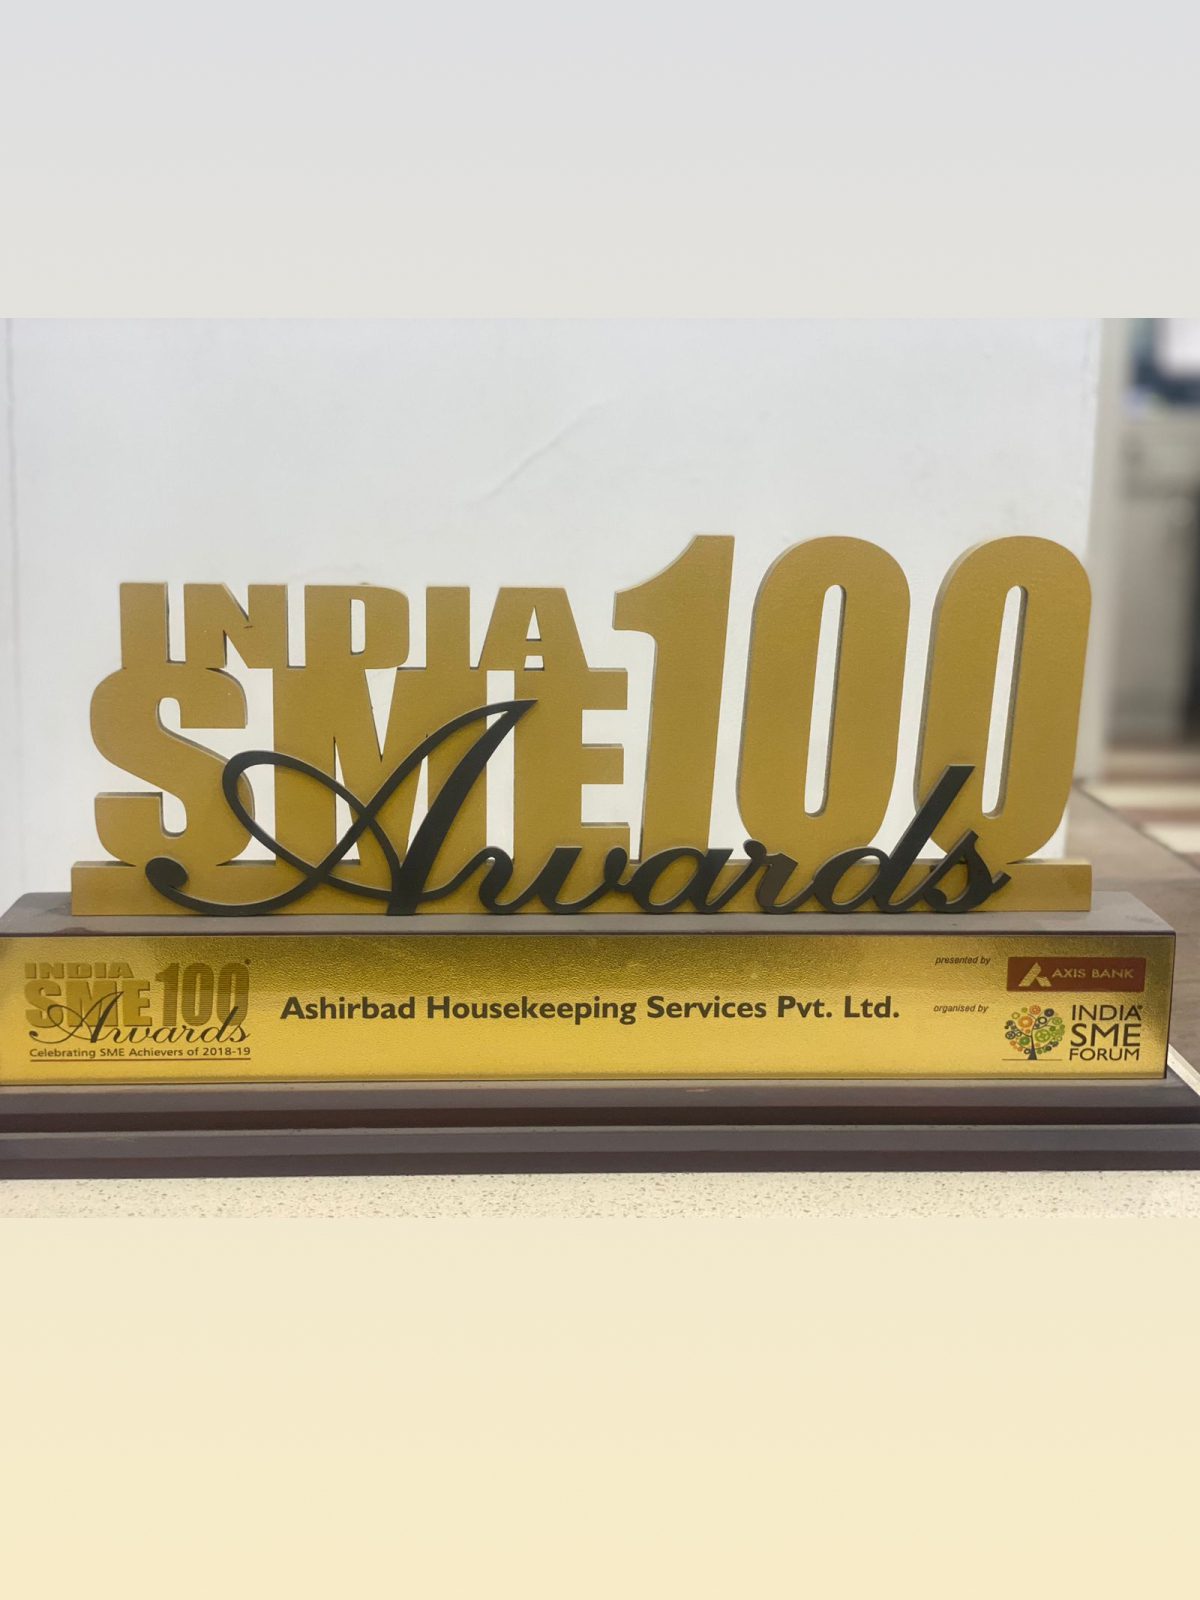 INDIA
SME 100
Awards
INDIA
SME 100
Awards
Celebrating SME Achievers of 2018-19
Ashirbad Housekeeping Services Pvt. Ltd.
presented by
AXIS BANK
organised by
INDIA
SME
FORUM